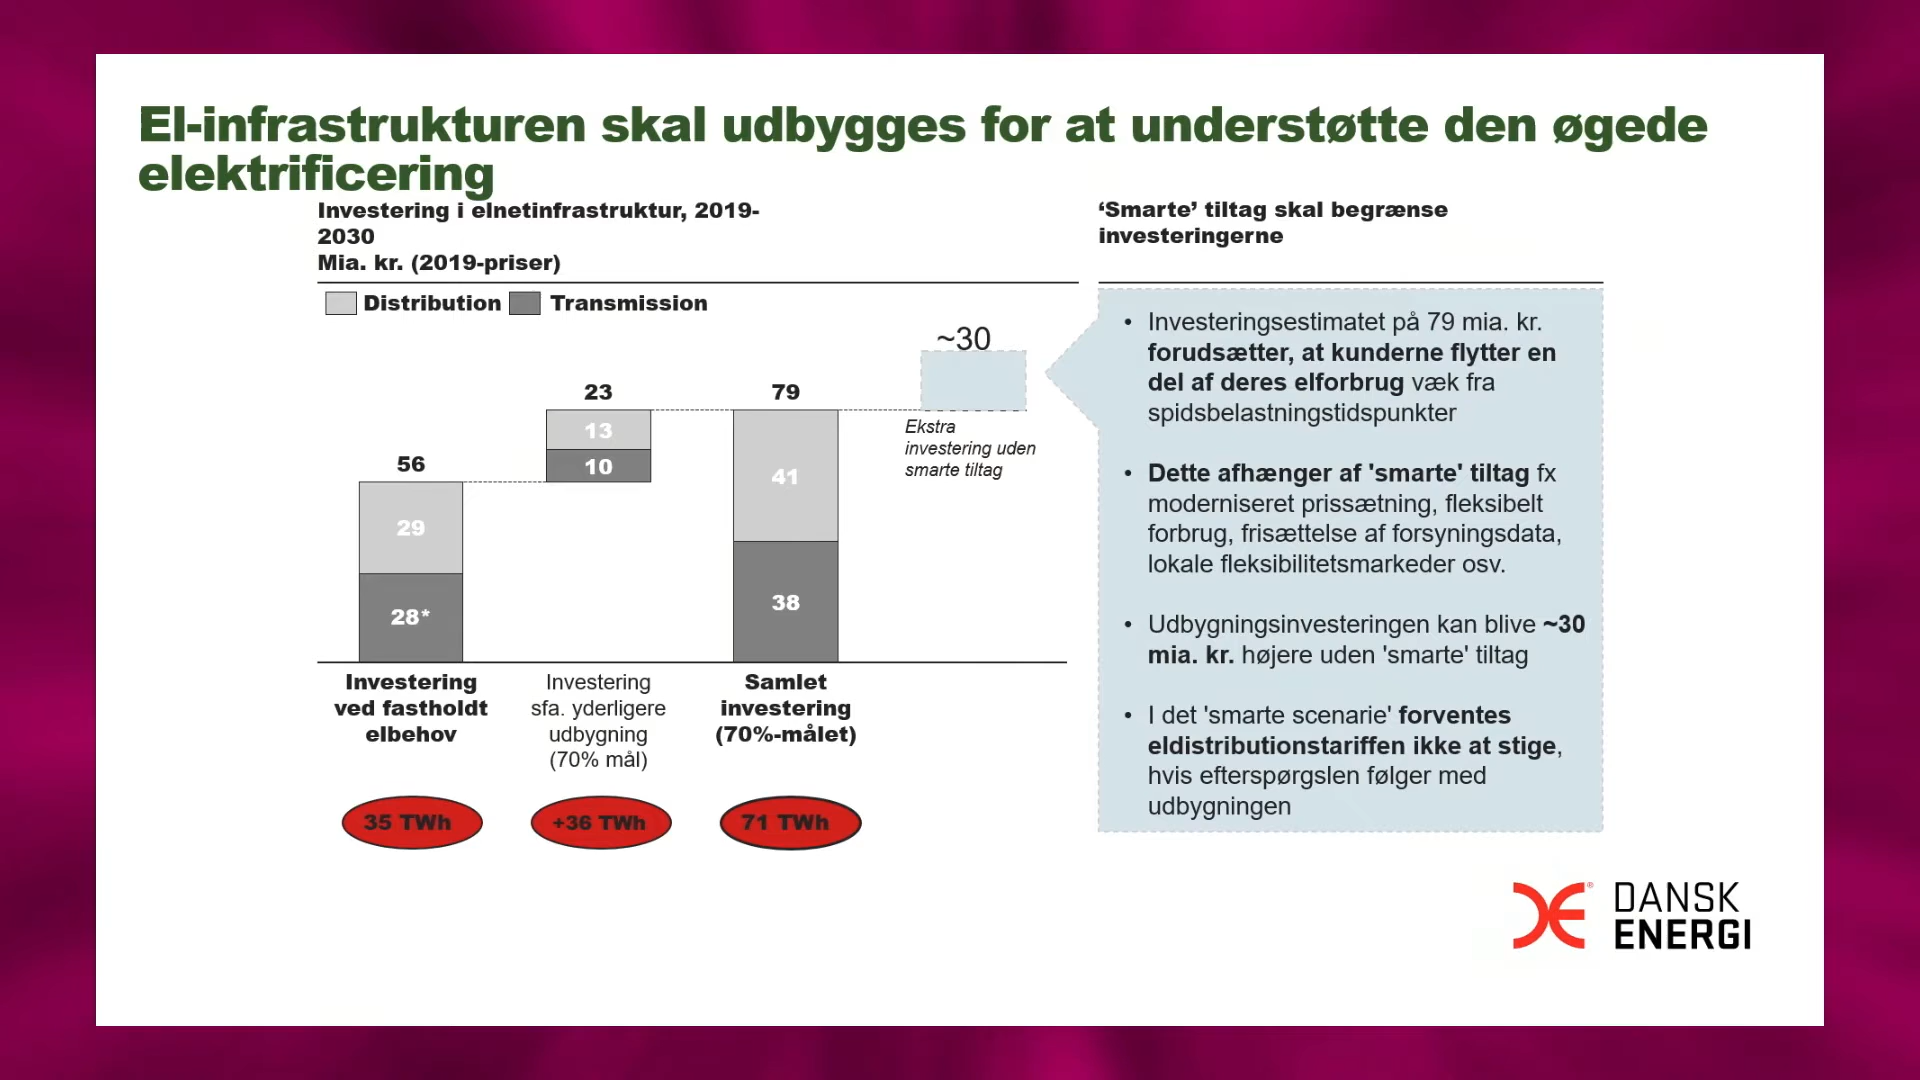 El-infrastrukturen skal udbygges for at understøtte den øgede
elektrificering
Investering i elnetinfrastruktur, 2019-
2030
Mia. kr. (2019-priser)
Distribution
Transmission
56
29
28*
23
13
10
79
41
38
~30
Ekstra
investering uden
smarte tiltag
Investering
ved fastholdt
elbehov
Investering
sfa. yderligere
udbygning
(70% mål)
Samlet
investering
(70%-målet)
35 TWh
+36 TWh
71 TWh
‘Smarte’ tiltag skal begrænse
investeringerne
• Investeringsestimatet på 79 mia. kr.
forudsætter, at kunderne flytter en
del af deres elforbrug væk fra
spidsbelastningstidspunkter
• Dette afhænger af 'smarte' tiltag fx
moderniseret prissætning, fleksibelt
forbrug, frisættelse af forsyningsdata,
lokale fleksibilitetsmarkeder osv.
• Udbygningsinvesteringen kan blive ~30
mia. kr. højere uden 'smarte' tiltag
• I det 'smarte scenarie' forventes
eldistributionstariffen ikke at stige,
hvis efterspørgslen følger med
udbygningen
DANSK
ENERGI